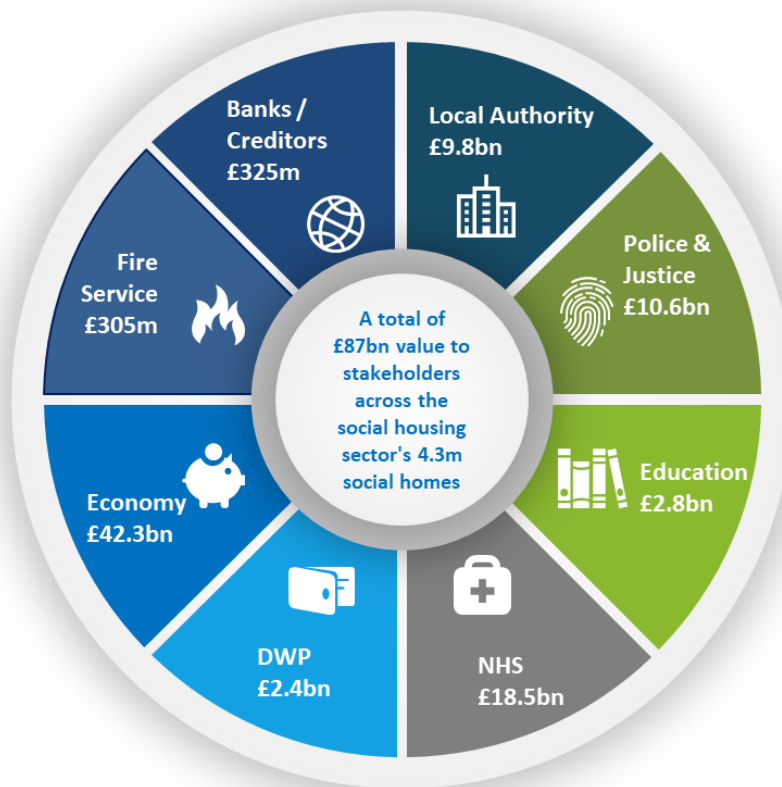 Banks /
Creditors
£325m
Local Authority
£9.8bn
Police &
Justice
£10.6bn
Education
£2.8bn
NHS
£18.5bn
DWP
£2.4bn
Economy
£42.3bn
Fire
Service
£305m
A total of
£87bn value to
stakeholders
across the
social housing
sector's 4.3m
social homes